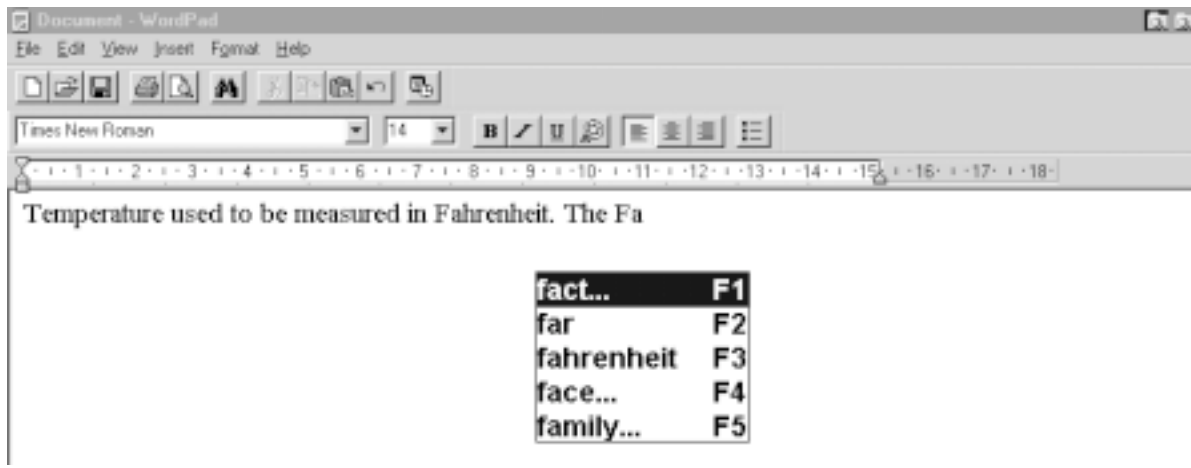 Document - WordPad
File Edit View Insert Format Help
Times New Roman 14 B I U
1 2 3 4 5 6 7 8 9 10 11 12 13 14 15 16 17 18
Temperature used to be measured in Fahrenheit. The Fa
fact... F1
far F2
fahrenheit F3
face... F4
family... F5